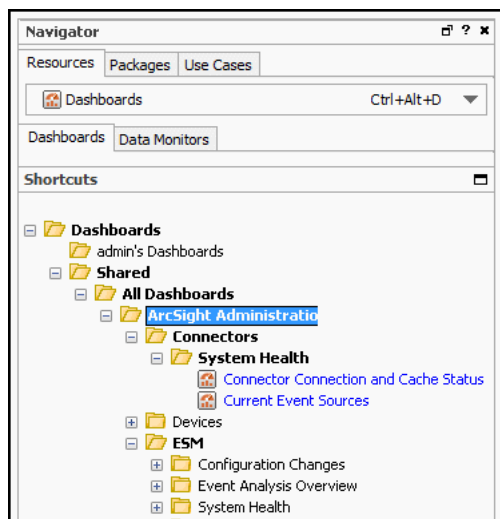 Navigator ?
Resources Packages Use Cases
Dashboards Ctrl+Alt+D
Dashboards Data Monitors
Shortcuts
Dashboards
admin's Dashboards
Shared
All Dashboards
ArcSight Administratio
Connectors
System Health
Connector Connection and Cache Status
Current Event Sources
Devices
ESM
Configuration Changes
Event Analysis Overview
System Health